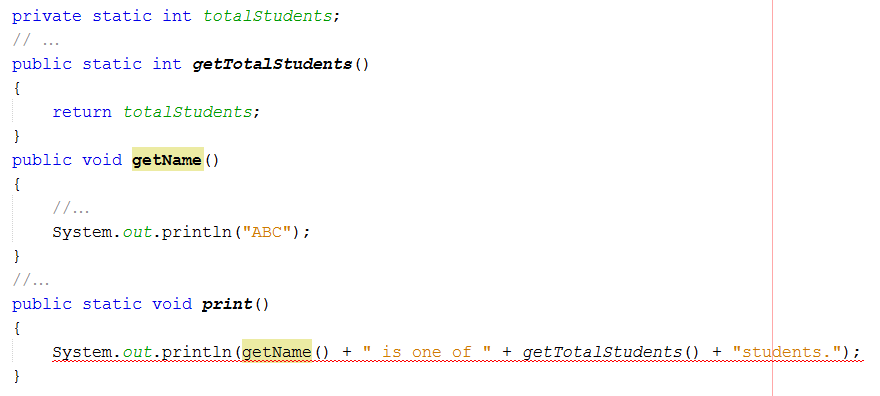 private static int totalStudents;
// ...
public static int getTotalStudents()
{
    return totalStudents;
}
public void getName()
{
    //...
    System.out.println("ABC");
}
//...
public static void print()
{
    System.out.println(getName() + " is one of " + getTotalStudents() + "students.");
}